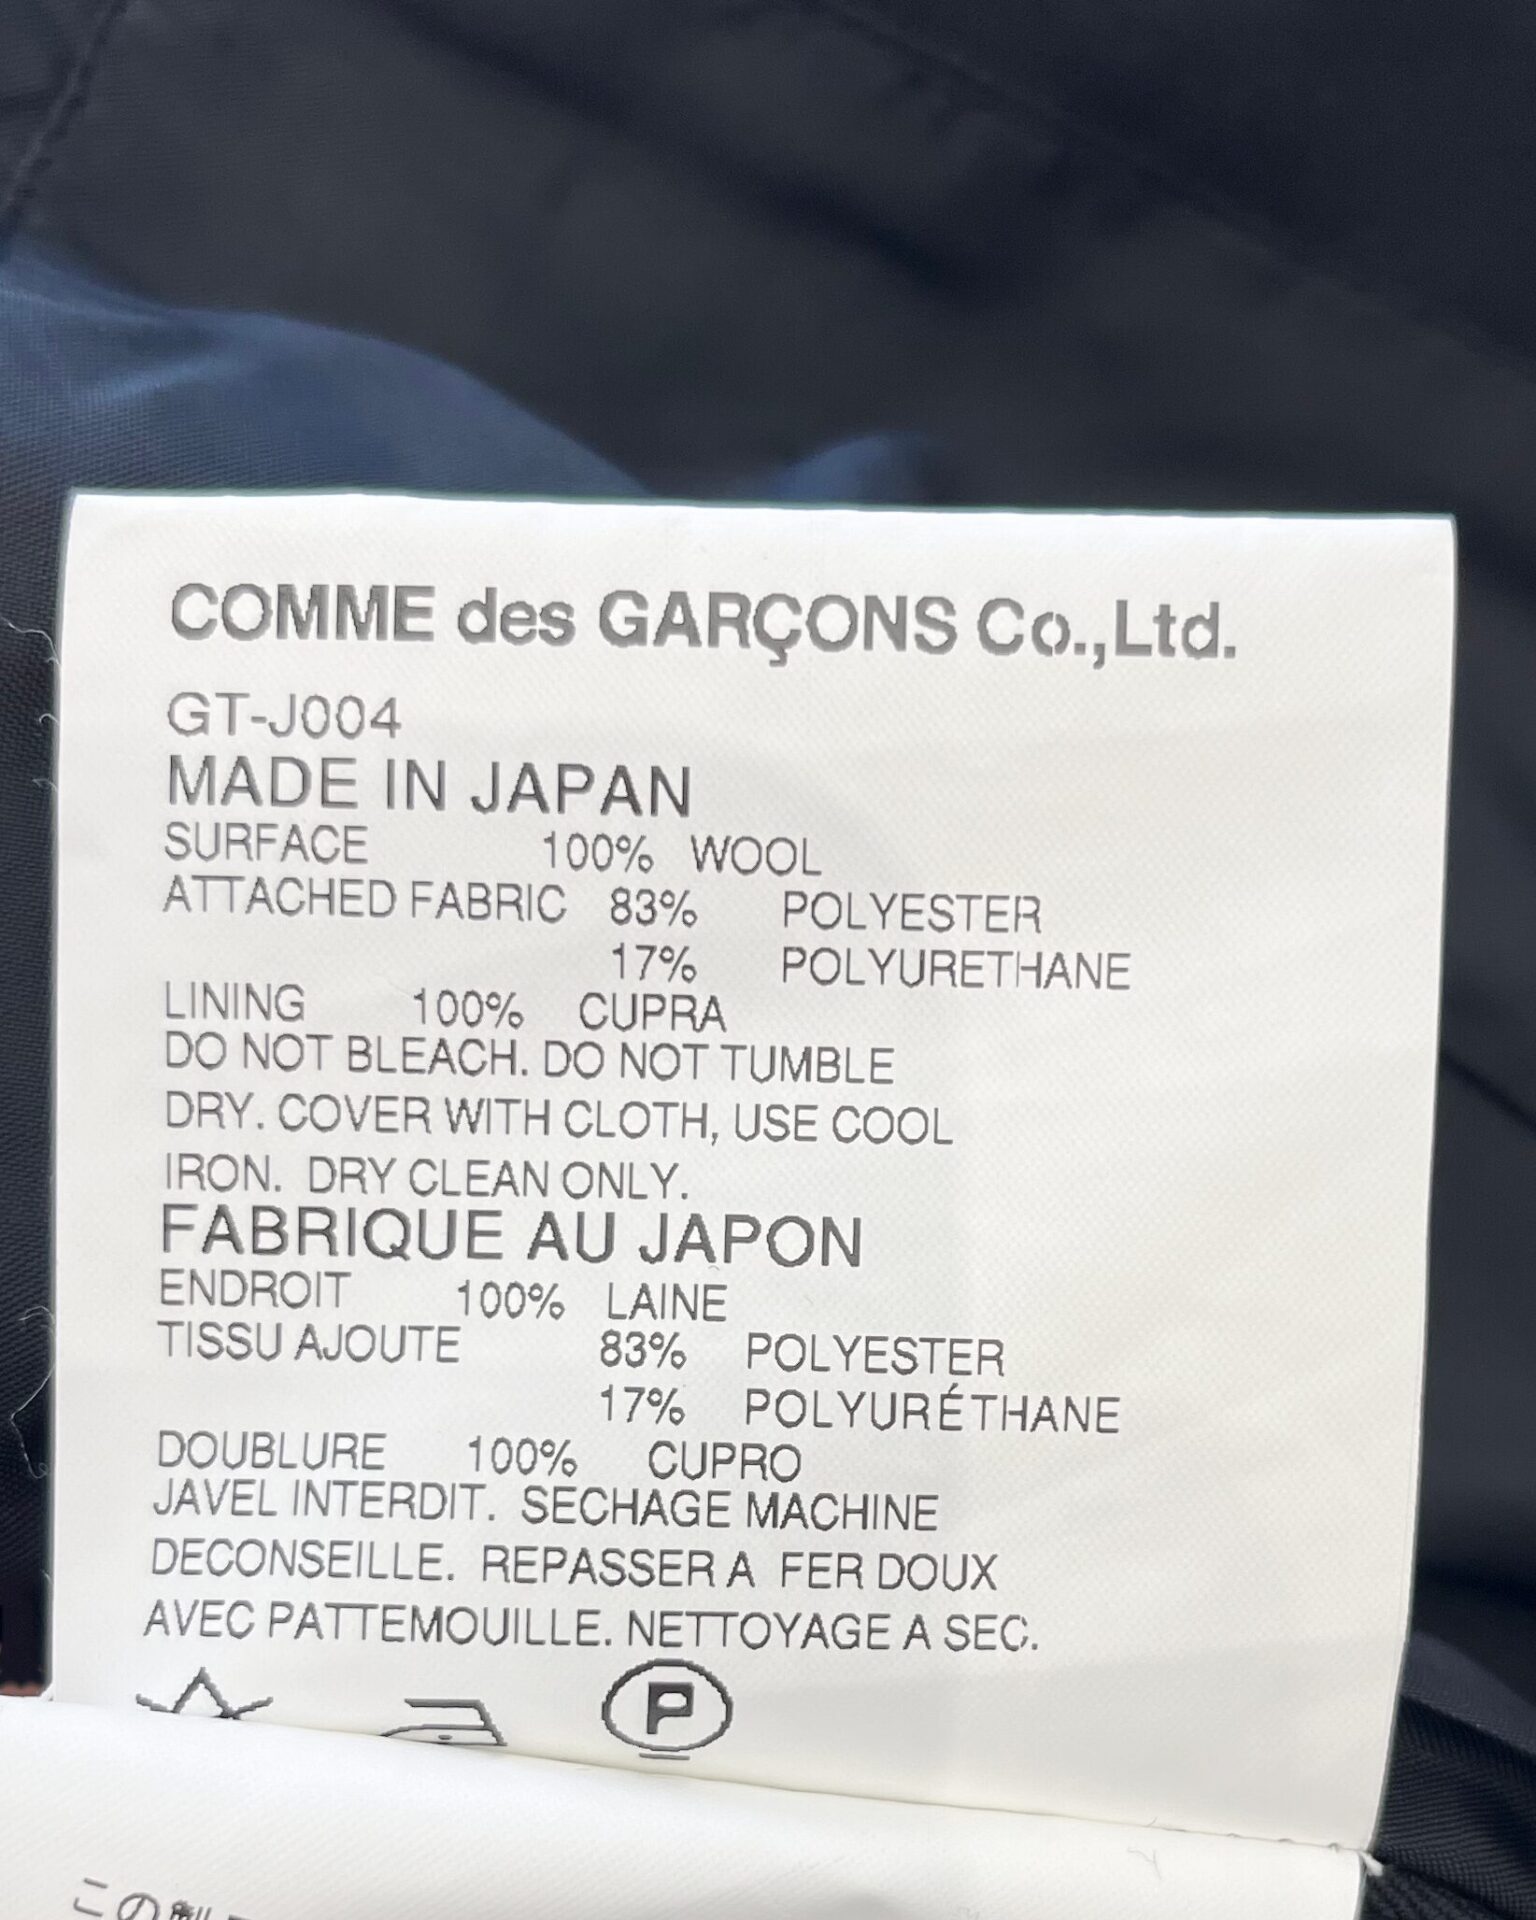 COMME des GARÇONS Co.,Ltd.
GT-J004
MADE IN JAPAN
SURFACE 100% WOOL
ATTACHED FABRIC 83% POLYESTER
17% POLYURETHANE
LINING 100% CUPRA
DO NOT BLEACH. DO NOT TUMBLE
DRY. COVER WITH CLOTH, USE COOL
IRON. DRY CLEAN ONLY.
FABRIQUE AU JAPON
ENDROIT 100% LAINE
TISSU AJOUTE 83% POLYESTER
17% POLYURÉTHANE
DOUBLURE 100% CUPRO
JAVEL INTERDIT. SECHAGE MACHINE
DECONSEILLE. REPASSER A FER DOUX
AVEC PATTEMOUILLE. NETTOYAGE A SEC.
P
この